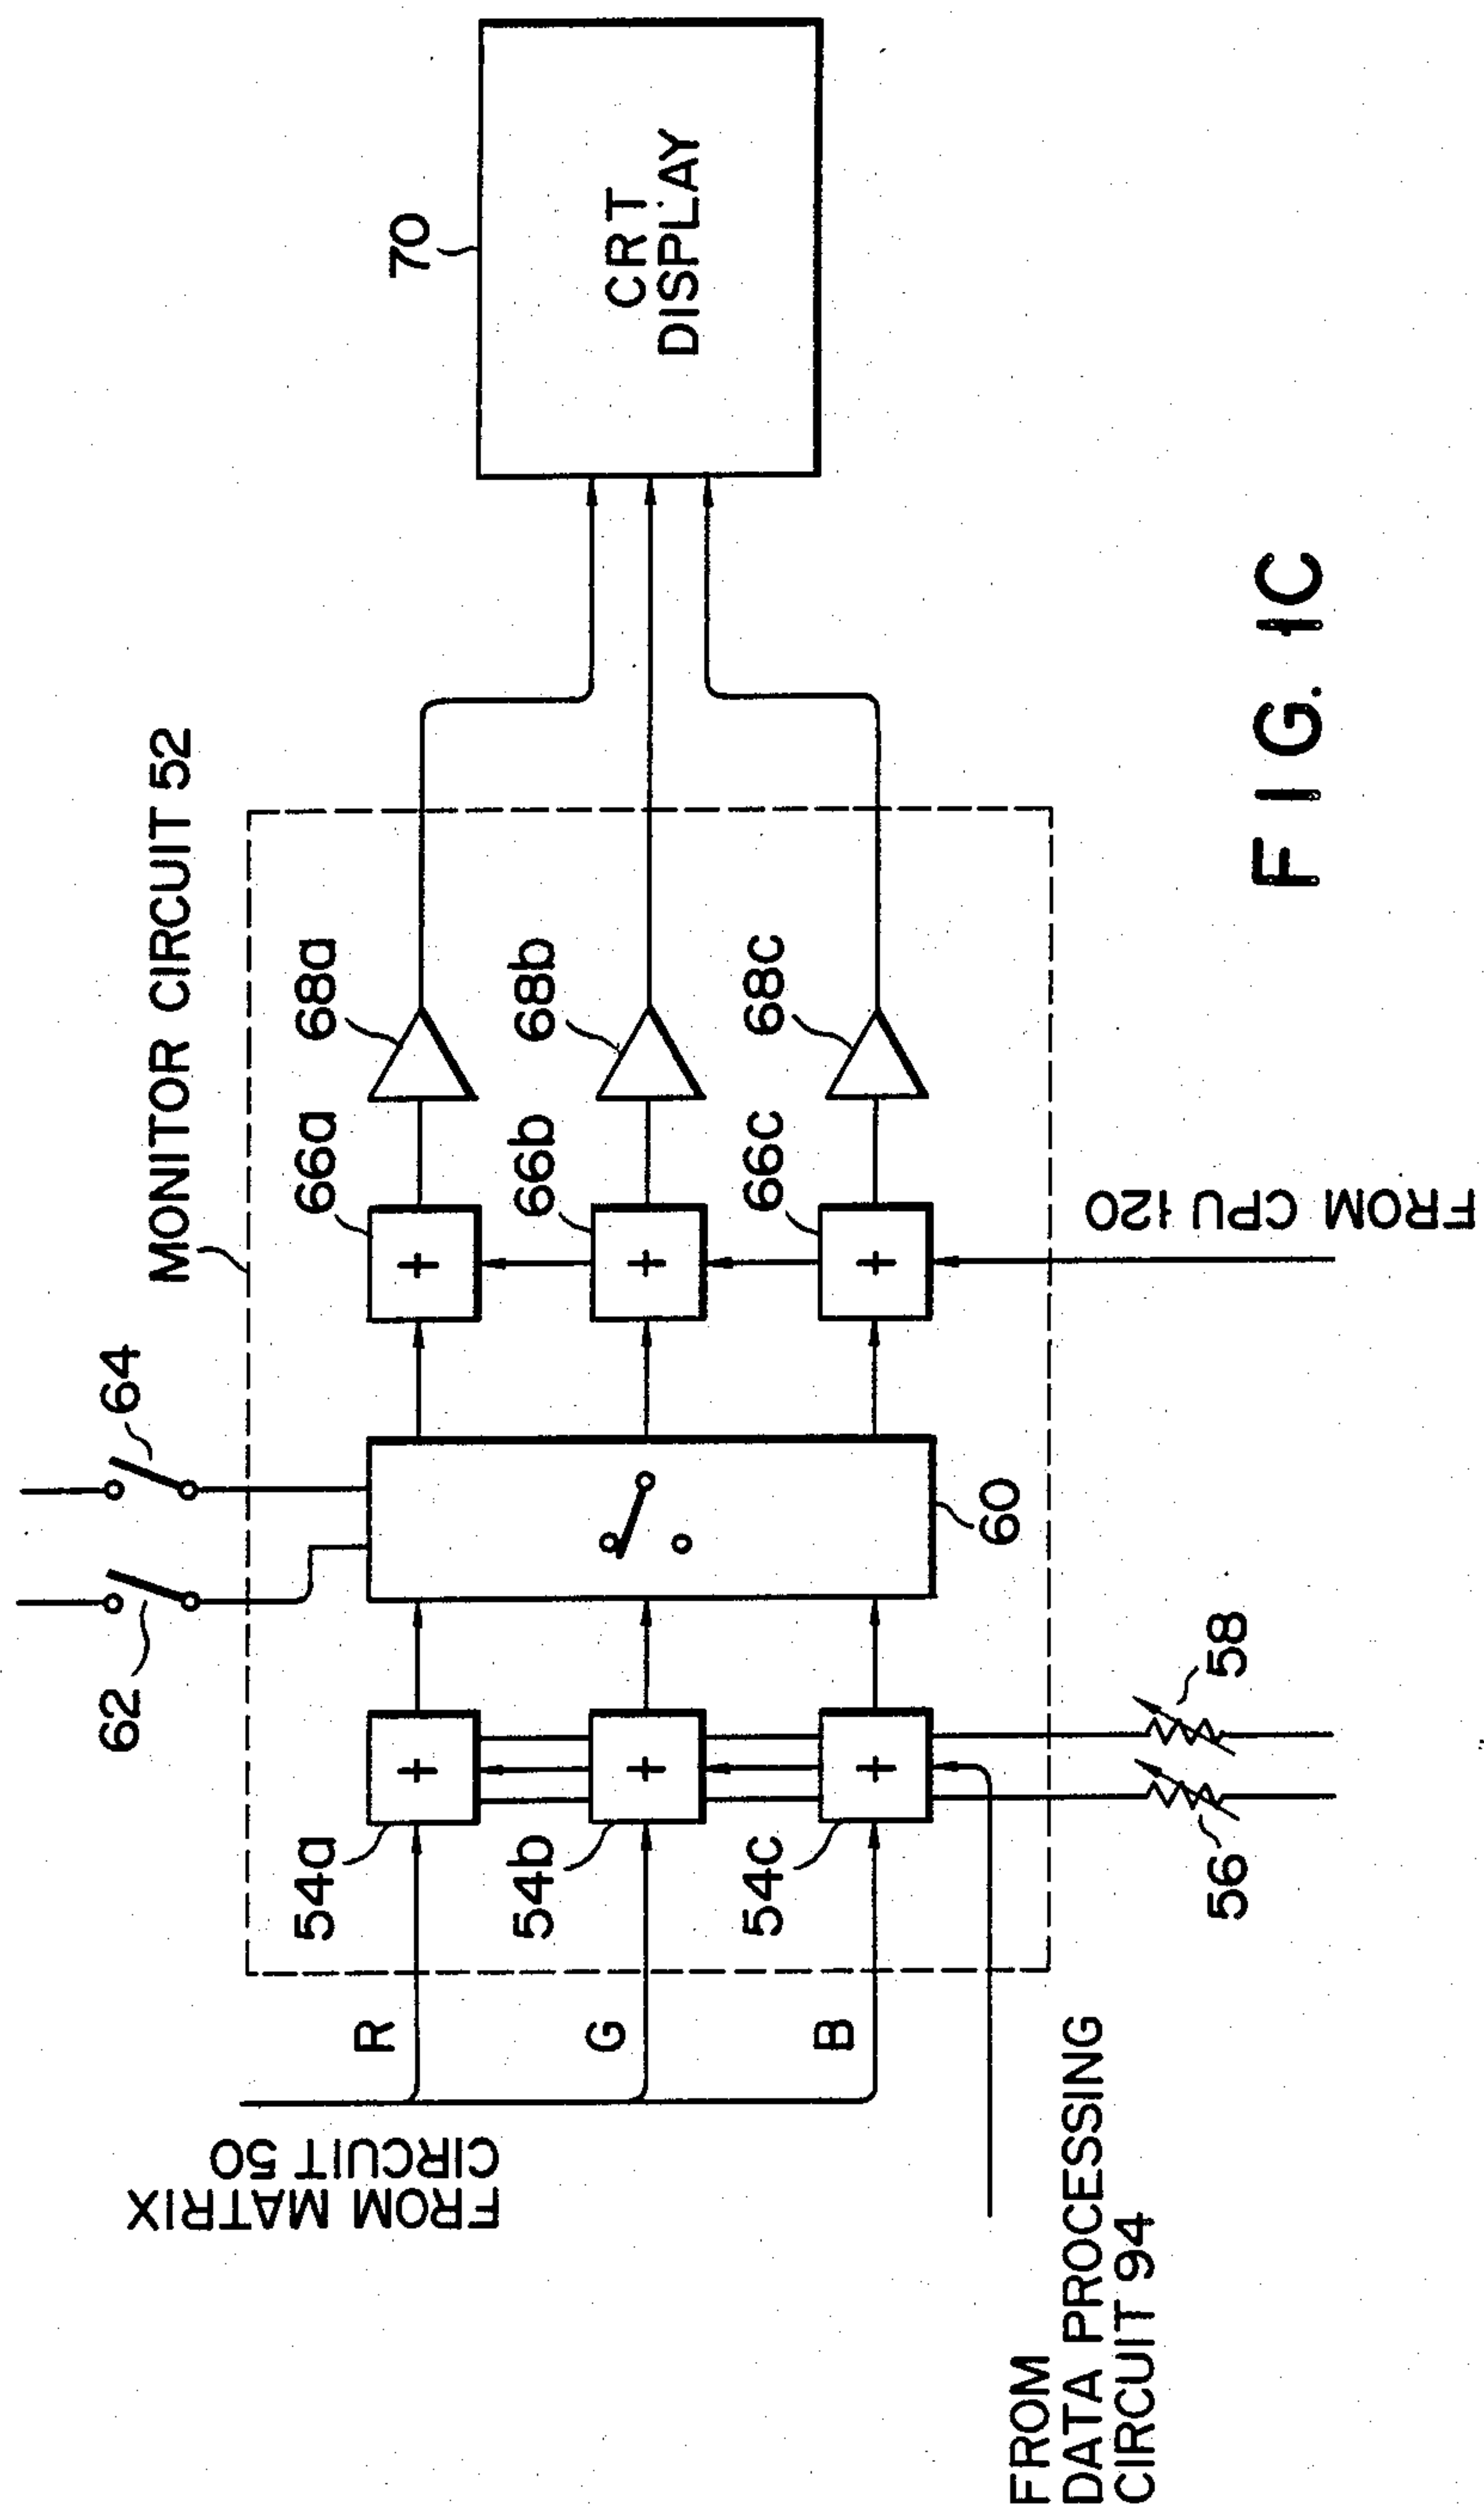 MONITOR CIRCUIT 52
62
64
FROM MATRIX
CIRCUIT 50
R
G
B
54a
54b
54c
66a
66b
66c
68a
68b
68c
+
+
+
+
+
+
60
70
CRT
DISPLAY
56
58
FROM CPU 120
FROM
DATA PROCESSING
CIRCUIT 94
FIG. 1C